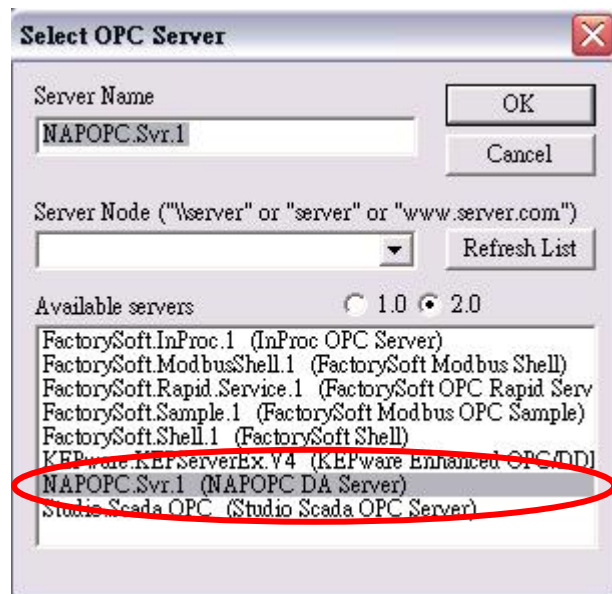 Select OPC Server
Server Name
OK
NAPOPC.Svr.1
Cancel
Server Node ("\\server" or "server" or "www.server.com")
Refresh List
Available servers 1.0 2.0
FactorySoft.InProc.1 (InProc OPC Server)
FactorySoft.ModbusShell.1 (FactorySoft Modbus Shell)
FactorySoft.Rapid.Service.1 (FactorySoft OPC Rapid Serv
FactorySoft.Sample.1 (FactorySoft Modbus OPC Sample)
FactorySoft.Shell.1 (FactorySoft Shell)
KEPware.KEPServerEx.V4 (KEPware Enhanced OPC/DDI
NAPOPC.Svr.1 (NAPOPC DA Server)
Studio.Scada.OPC (Studio Scada OPC Server)